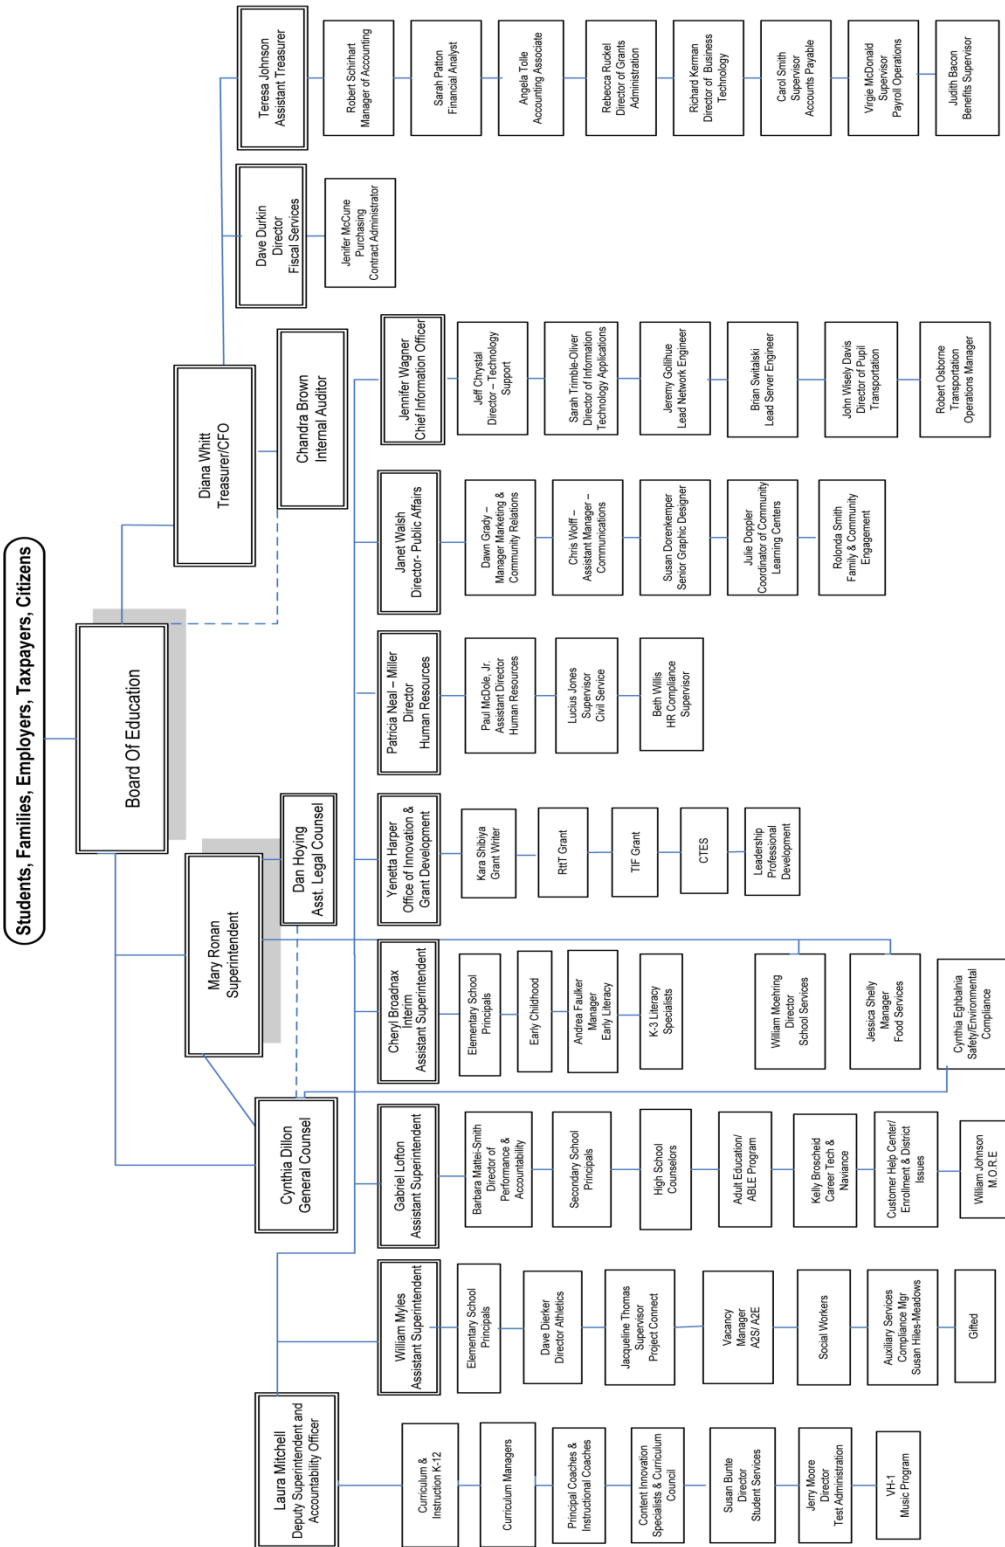 Students, Families, Employers, Taxpayers, Citizens
Board Of Education
Mary Ronan
Superintendent
Diana Whitt
Treasurer/CFO
Cynthia Dillon
General Counsel
Dan Hoying
Asst. Legal Counsel
Chandra Brown
Internal Auditor
Dave Durkin
Director
Fiscal Services
Jenifer McCune
Purchasing
Contract Administrator
Teresa Johnson
Assistant Treasurer
Robert Schirhart
Manager of Accounting
Sarah Patton
Financial Analyst
Angela Tolle
Accounting Associate
Rebecca Ruckel
Director of Grants
Administration
Richard Kerman
Director of Business
Technology
Carol Smith
Supervisor
Accounts Payable
Virgie McDonald
Supervisor
Payroll Operations
Judith Bacon
Benefits Supervisor
Laura Mitchell
Deputy Superintendent and
Accountability Officer
Curriculum &
Instruction K-12
Curriculum Managers
Principal Coaches &
Instructional Coaches
Content Innovation
Specialists & Curriculum
Council
Susan Bunte
Director
Student Services
Jerry Moore
Director
Test Administration
VH-1
Music Program
William Myles
Assistant Superintendent
Elementary School
Principals
Dave Dierker
Director Athletics
Jacqueline Thomas
Supervisor
Project Connect
Vacancy
Manager
A2S/ A2E
Social Workers
Auxiliary Services
Compliance Mgr
Susan Hiles-Meadows
Gifted
Gabriel Lofton
Assistant Superintendent
Barbara Mattei-Smith
Director of
Performance &
Accountability
Secondary School
Principals
High School
Counselors
Adult Education/
ABLE Program
Kelly Broscheid
Career Tech &
Naviance
Customer Help Center/
Enrollment & District
Issues
William Johnson
M.O.R.E
Cheryl Broadnax
Interim
Assistant Superintendent
Elementary School
Principals
Early Childhood
Andrea Faulker
Manager
Early Literacy
K-3 Literacy
Specialists
William Moehring
Director
School Services
Jessica Shelly
Manager
Food Services
Cynthia Eghbalnia
Safety/Environmental
Compliance
Yenetta Harper
Office of Innovation &
Grant Development
Kara Shibiya
Grant Writer
RttT Grant
TIF Grant
CTES
Leadership
Professional
Development
Patricia Neal – Miller
Director
Human Resources
Paul McDole, Jr.
Assistant Director
Human Resources
Lucius Jones
Supervisor
Civil Service
Beth Willis
HR Compliance
Supervisor
Janet Walsh
Director- Public Affairs
Dawn Grady –
Manager Marketing &
Community Relations
Chris Wolff –
Assistant Manager –
Communications
Susan Dorenkemper
Senior Graphic Designer
Julie Doppler
Coordinator of Community
Learning Centers
Rolonda Smith
Family & Community
Engagement
Jennifer Wagner
Chief Information Officer
Jeff Chrystal
Director – Technology
Support
Sarah Trimble-Oliver
Director of Information
Technology Applications
Jeremy Gollihue
Lead Network Engineer
Brian Switalski
Lead Server Engineer
John Wisely Davis
Director of Pupil
Transportation
Robert Osborne
Transportation
Operations Manager